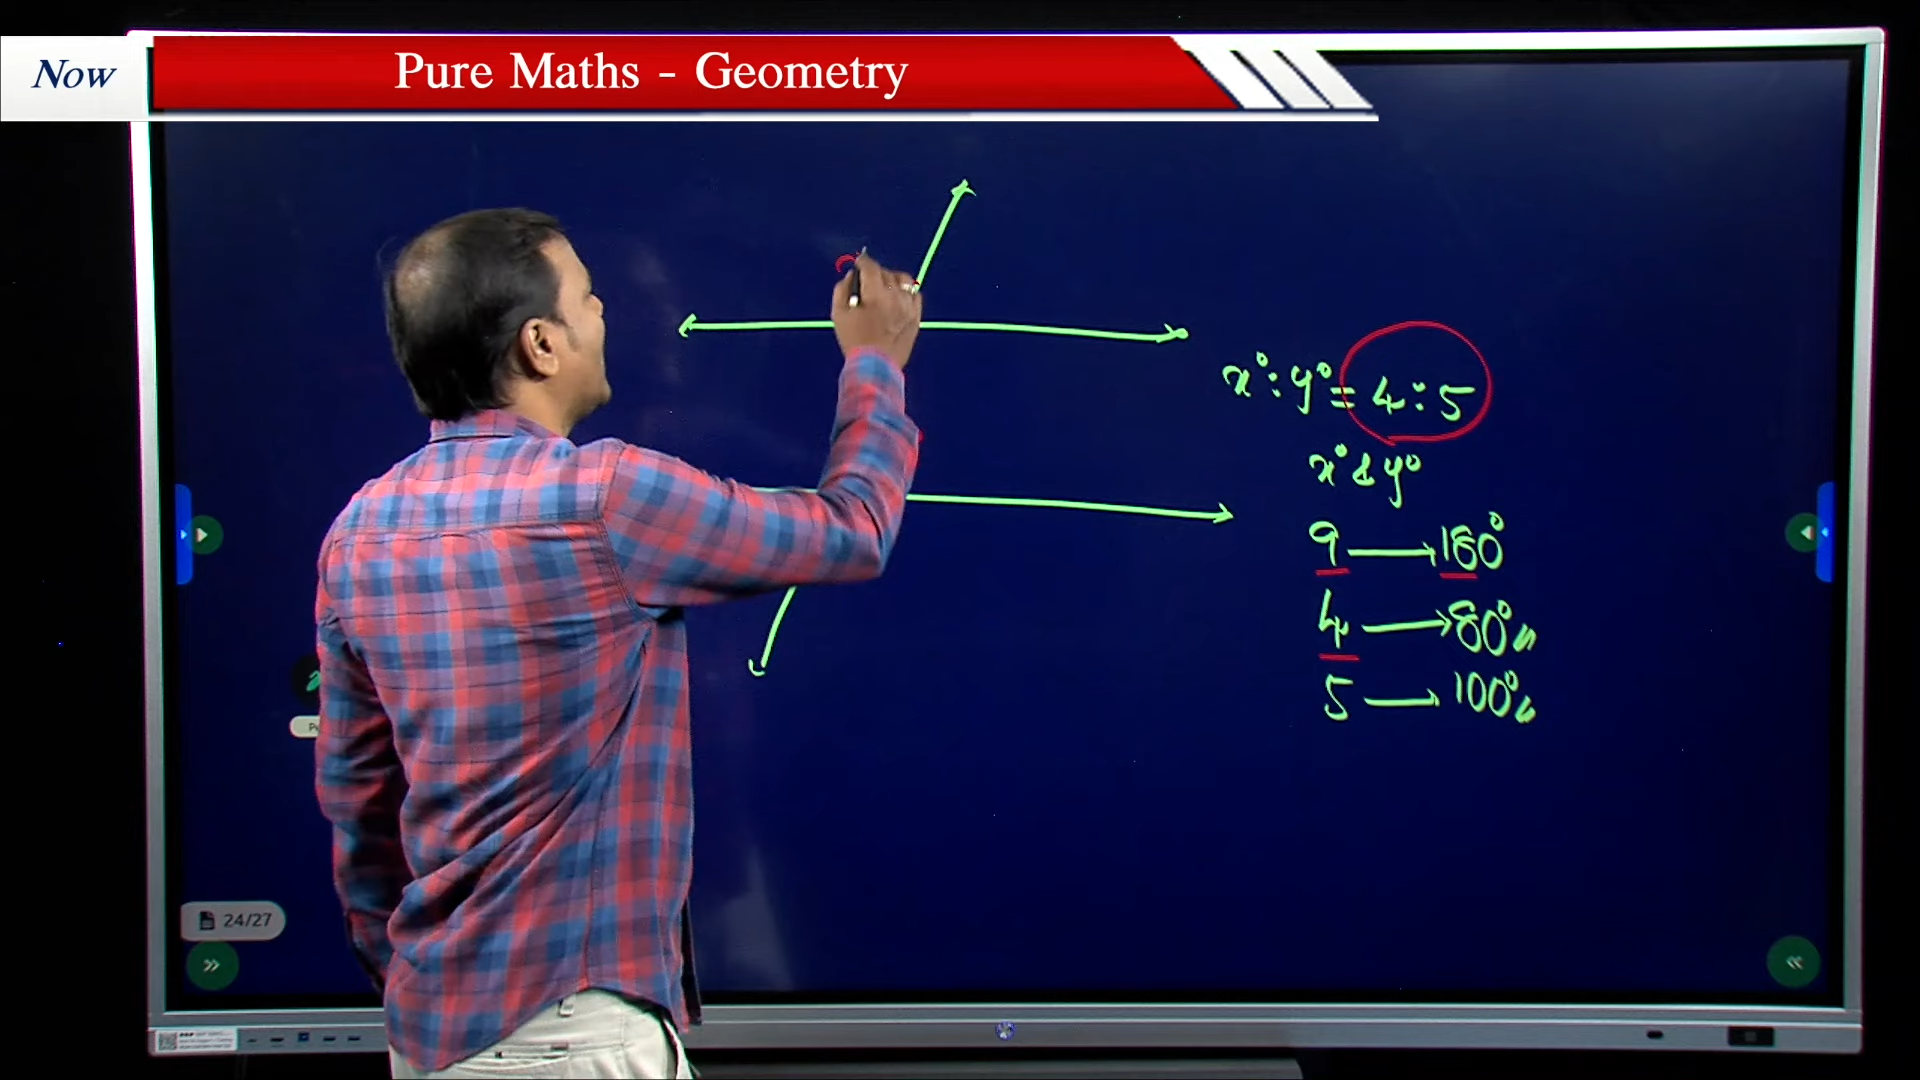 Now
Pure Maths - Geometry
x° : y° = 4 : 5
x° & y°
9 → 180°
4 → 80°
5 → 100°
24/27